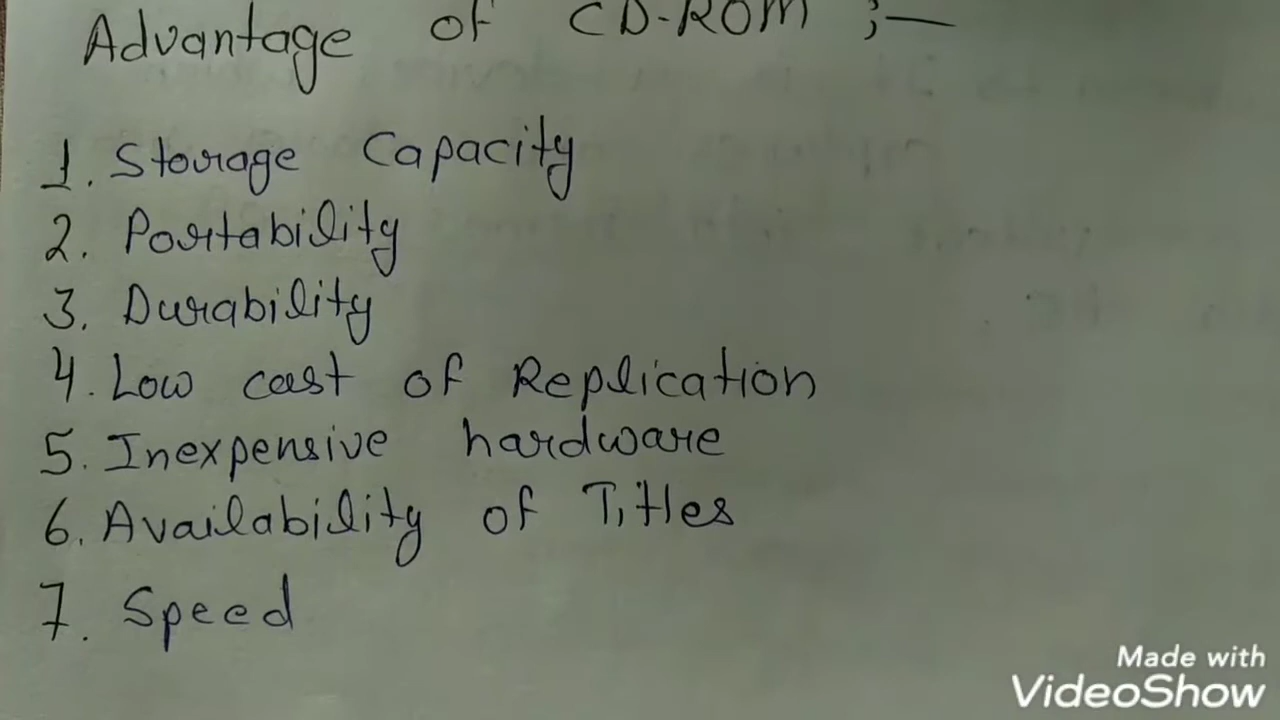 Advantage of CD-ROM ;—
1. Storage Capacity
2. Portability
3. Durability
4. Low cost of Replication
5. Inexpensive hardware
6. Availability of Titles
7. Speed
Made with
VideoShow